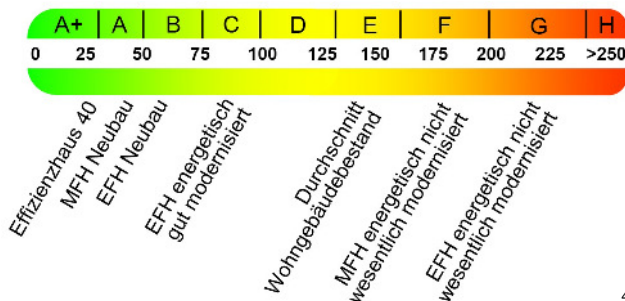 A+ A B C D E F G H
0 25 50 75 100 125 150 175 200 225 >250
Effizienzhaus 40
MFH Neubau
EFH Neubau
EFH energetisch
gut modernisiert
Durchschnitt
Wohngebäudebestand
MFH energetisch nicht
wesentlich modernisiert
EFH energetisch nicht
wesentlich modernisiert